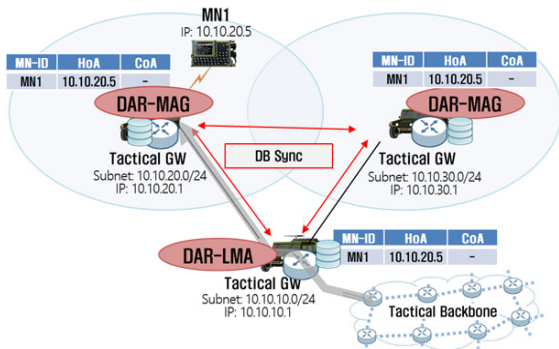 MN1
IP: 10.10.20.5
MN-ID HoA CoA
MN1 10.10.20.5 -
DAR-MAG
Tactical GW
Subnet: 10.10.20.0/24
IP: 10.10.20.1
MN-ID HoA CoA
MN1 10.10.20.5 -
DAR-MAG
Tactical GW
Subnet: 10.10.30.0/24
IP: 10.10.30.1
DB Sync
DAR-LMA
Tactical GW
Subnet: 10.10.10.0/24
IP: 10.10.10.1
MN-ID HoA CoA
MN1 10.10.20.5 -
Tactical Backbone